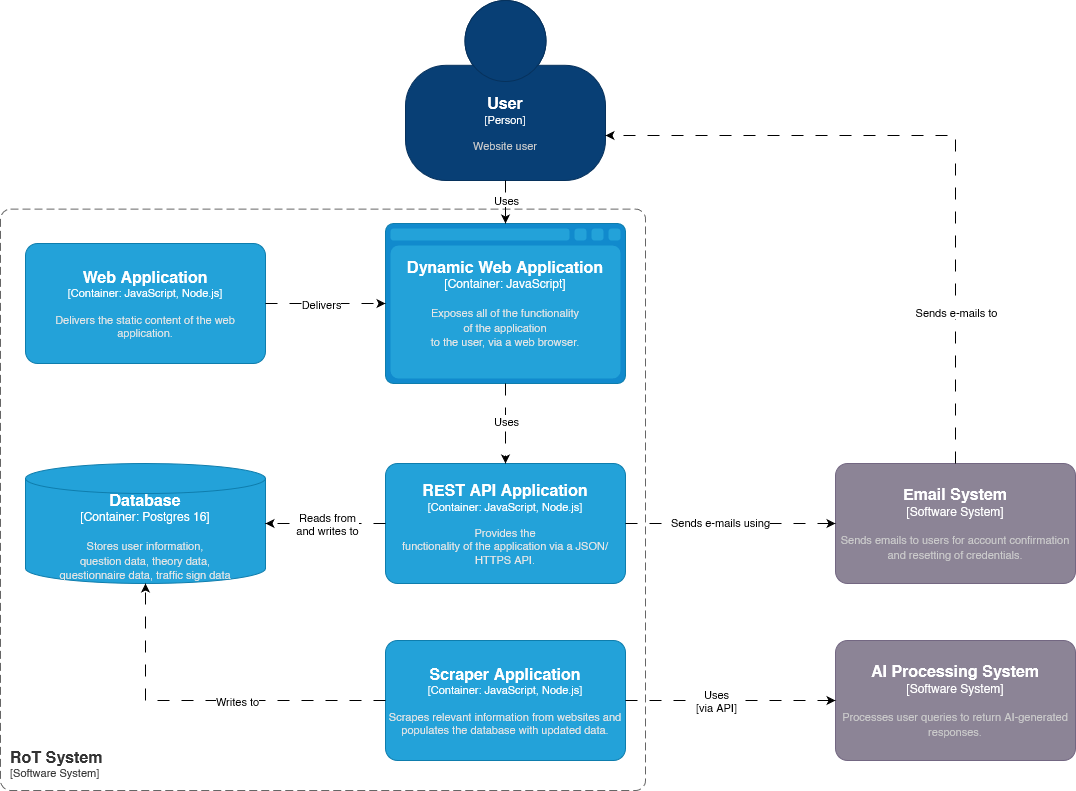 User
[Person]
Website user
Uses
Web Application
[Container: JavaScript, Node.js]
Delivers the static content of the web
application.
Delivers
Dynamic Web Application
[Container: JavaScript]
Exposes all of the functionality
of the application
to the user, via a web browser.
Sends e-mails to
Uses
Database
[Container: Postgres 16]
Stores user information,
question data, theory data,
questionnaire data, traffic sign data
Reads from
and writes to
REST API Application
[Container: JavaScript, Node.js]
Provides the
functionality of the application via a JSON/
HTTPS API.
Sends e-mails using
Email System
[Software System]
Sends emails to users for account confirmation
and resetting of credentials.
Writes to
Scraper Application
[Container: JavaScript, Node.js]
Scrapes relevant information from websites and
populates the database with updated data.
Uses
[via API]
AI Processing System
[Software System]
Processes user queries to return AI-generated
responses.
RoT System
[Software System]